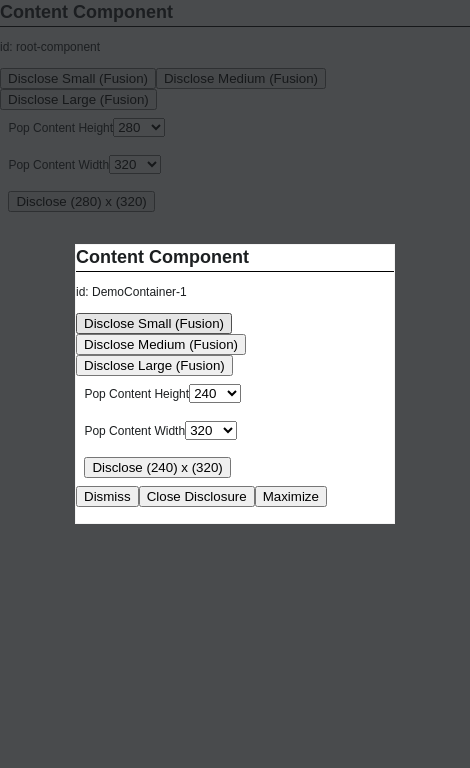 Content Component
id: root-component
Disclose Small (Fusion) Disclose Medium (Fusion)
Disclose Large (Fusion)
Pop Content Height 280
Pop Content Width 320
Disclose (280) x (320)
Content Component
id: DemoContainer-1
Disclose Small (Fusion)
Disclose Medium (Fusion)
Disclose Large (Fusion)
Pop Content Height 240
Pop Content Width 320
Disclose (240) x (320)
Dismiss Close Disclosure Maximize